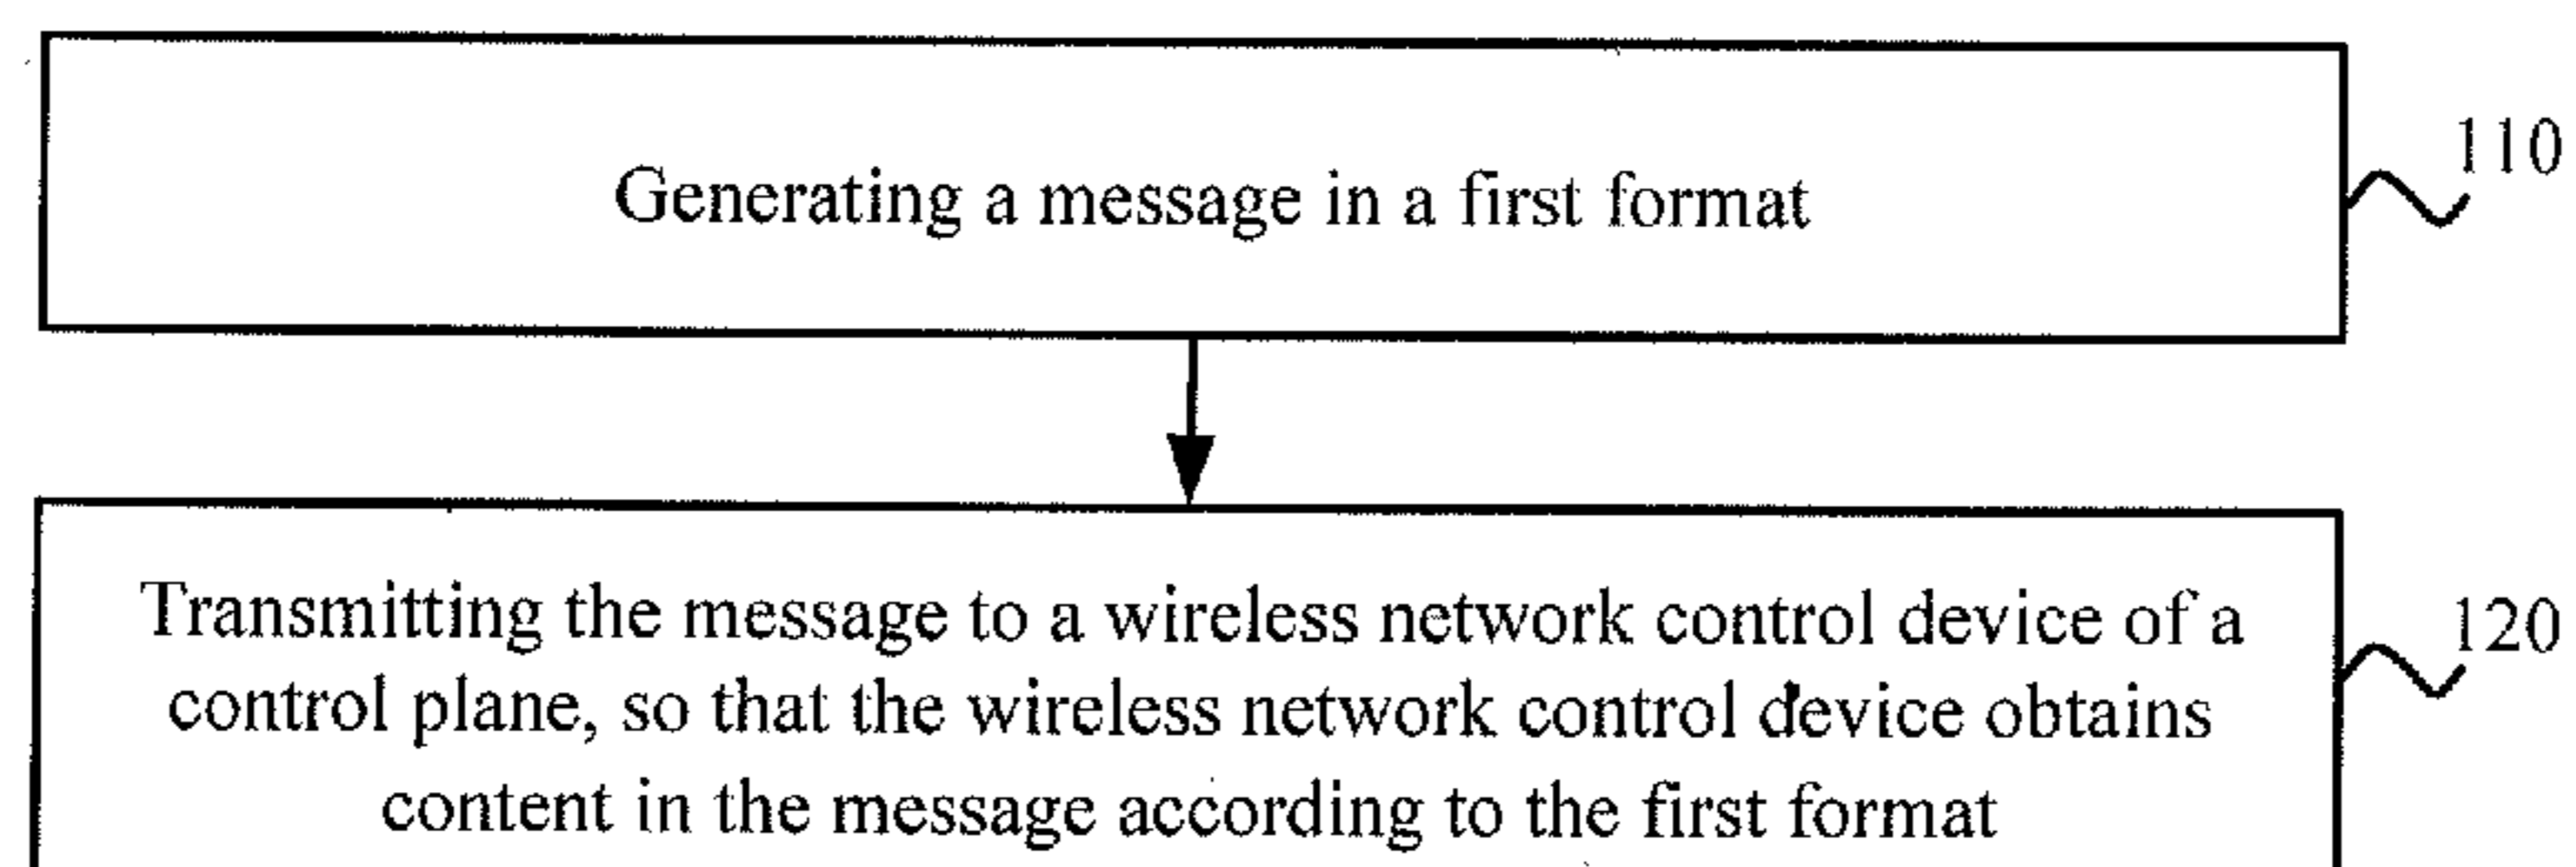 Generating a message in a first format
110
Transmitting the message to a wireless network control device of a
control plane, so that the wireless network control device obtains
content in the message according to the first format
120